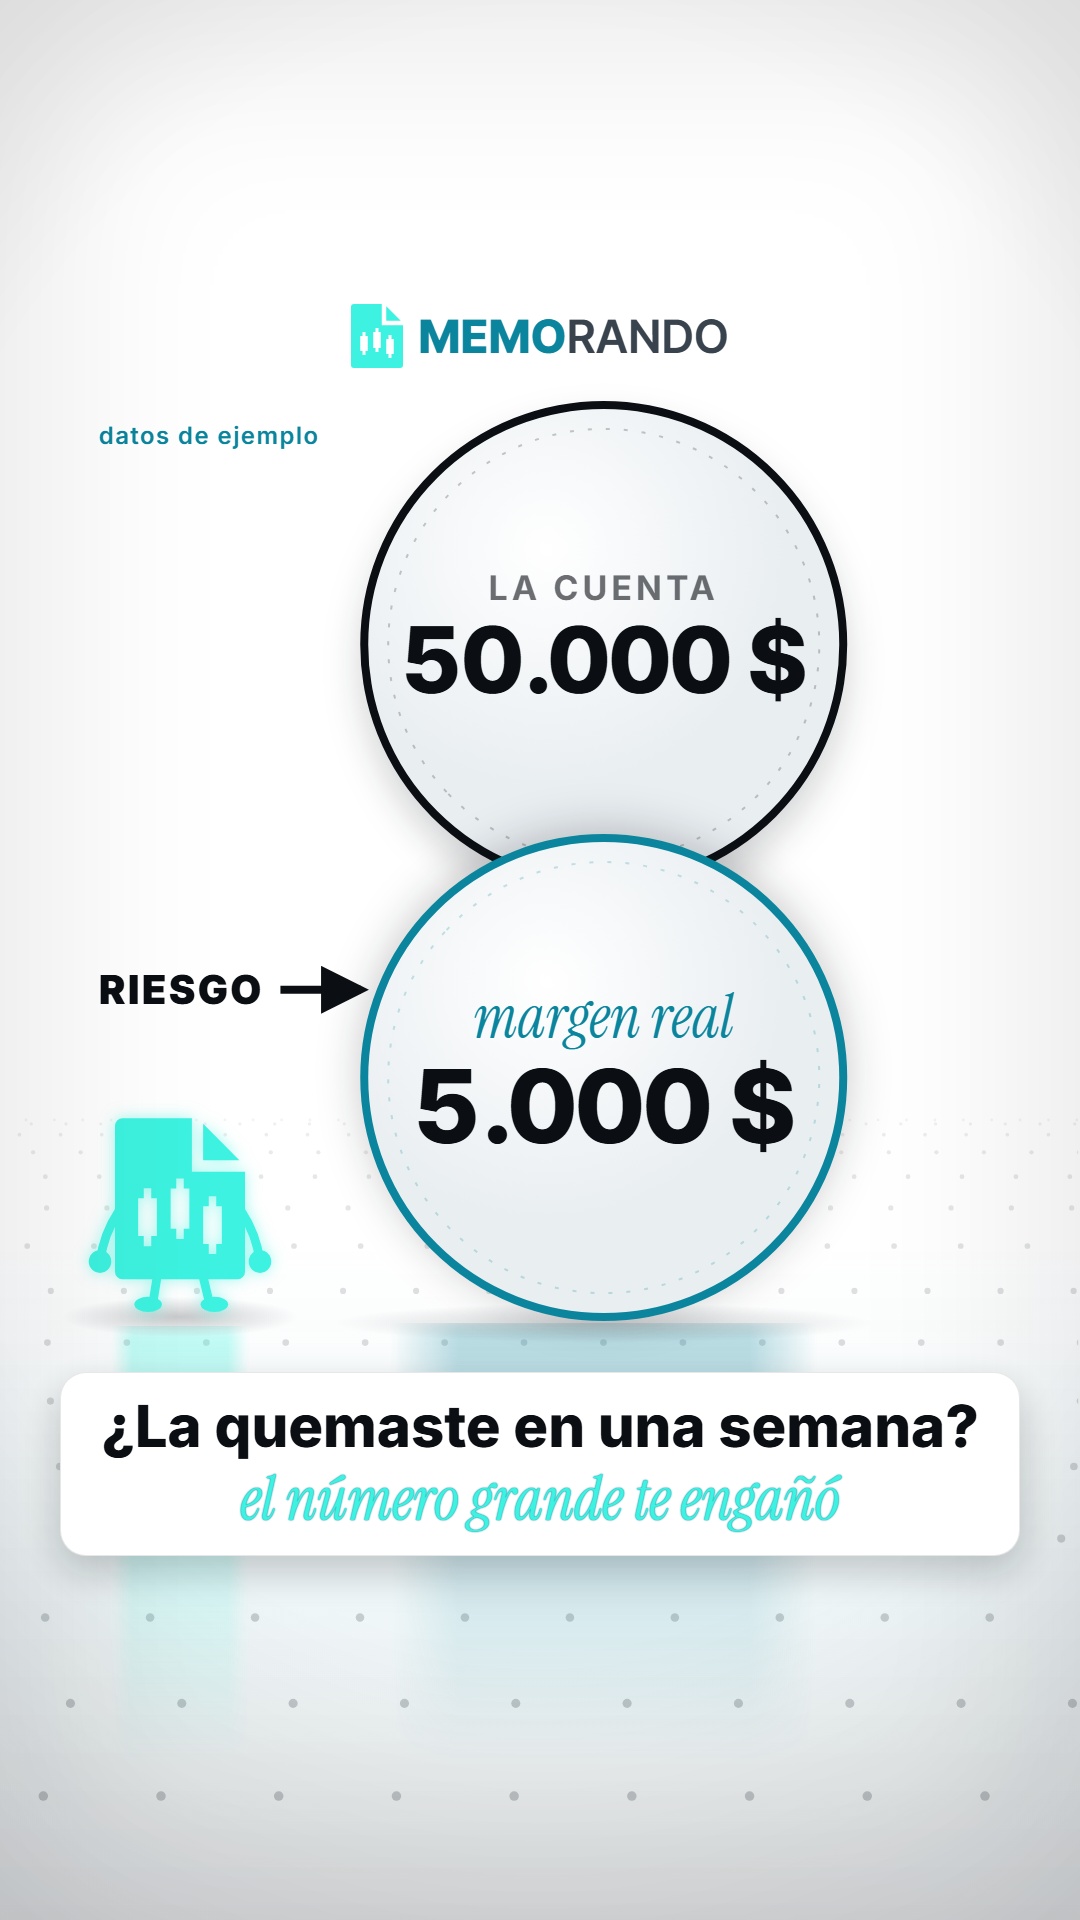 MEMORANDO
datos de ejemplo
LA CUENTA
50.000 $
RIESGO
margen real
5.000 $
¿La quemaste en una semana?
el número grande te engañó